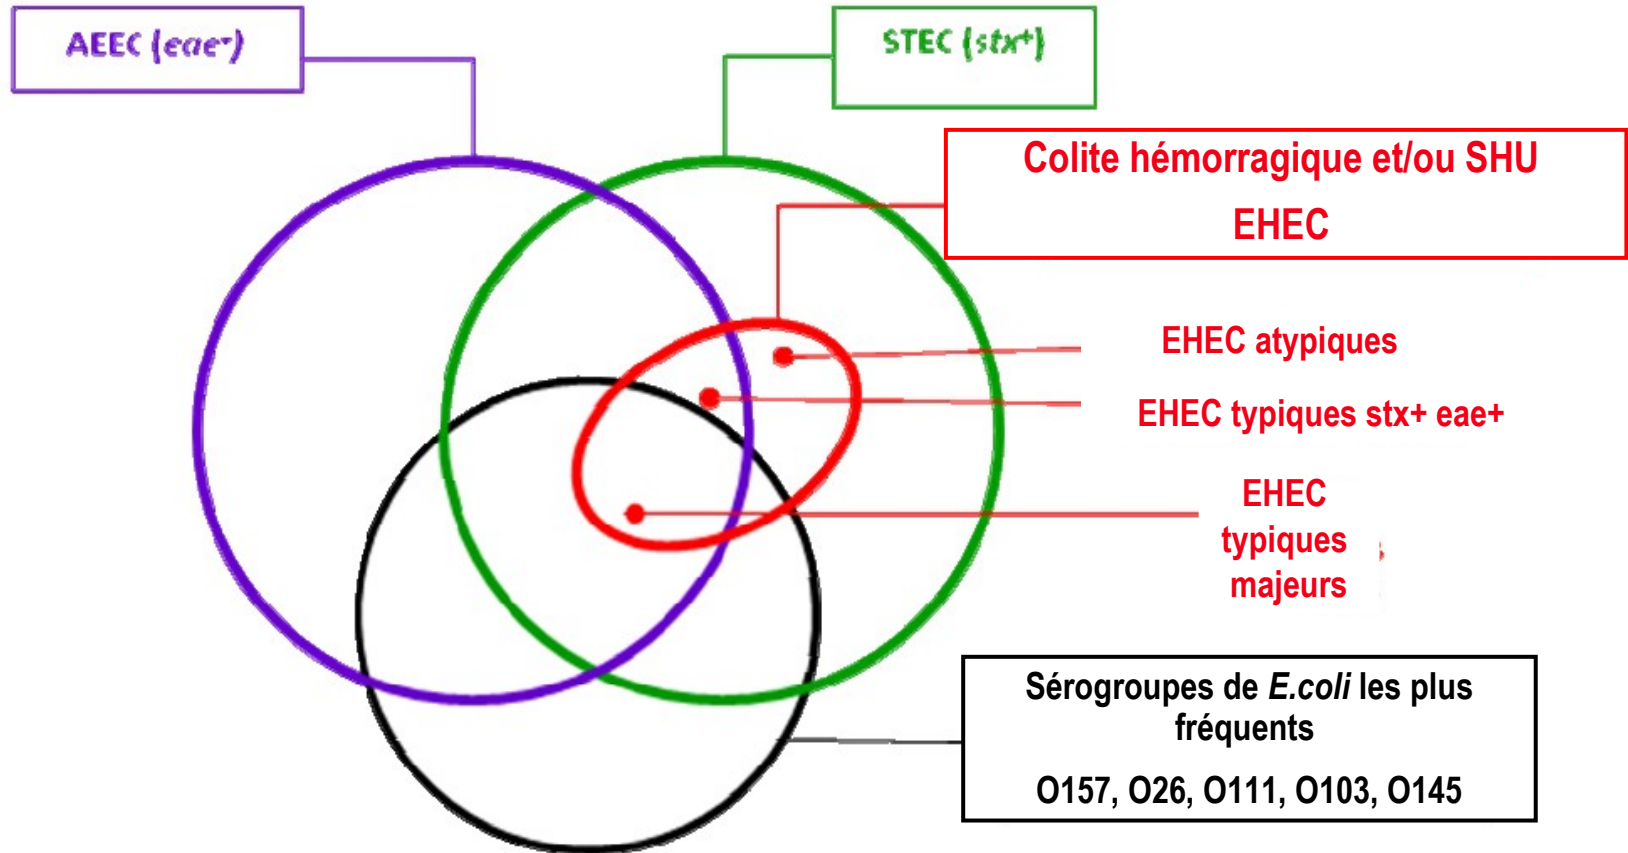 AEEC (eae+)
STEC (stx+)
Colite hémorragique et/ou SHU
EHEC
EHEC atypiques
EHEC typiques stx+ eae+
EHEC
typiques
majeurs
Sérogroupes de E.coli les plus
fréquents
O157, O26, O111, O103, O145